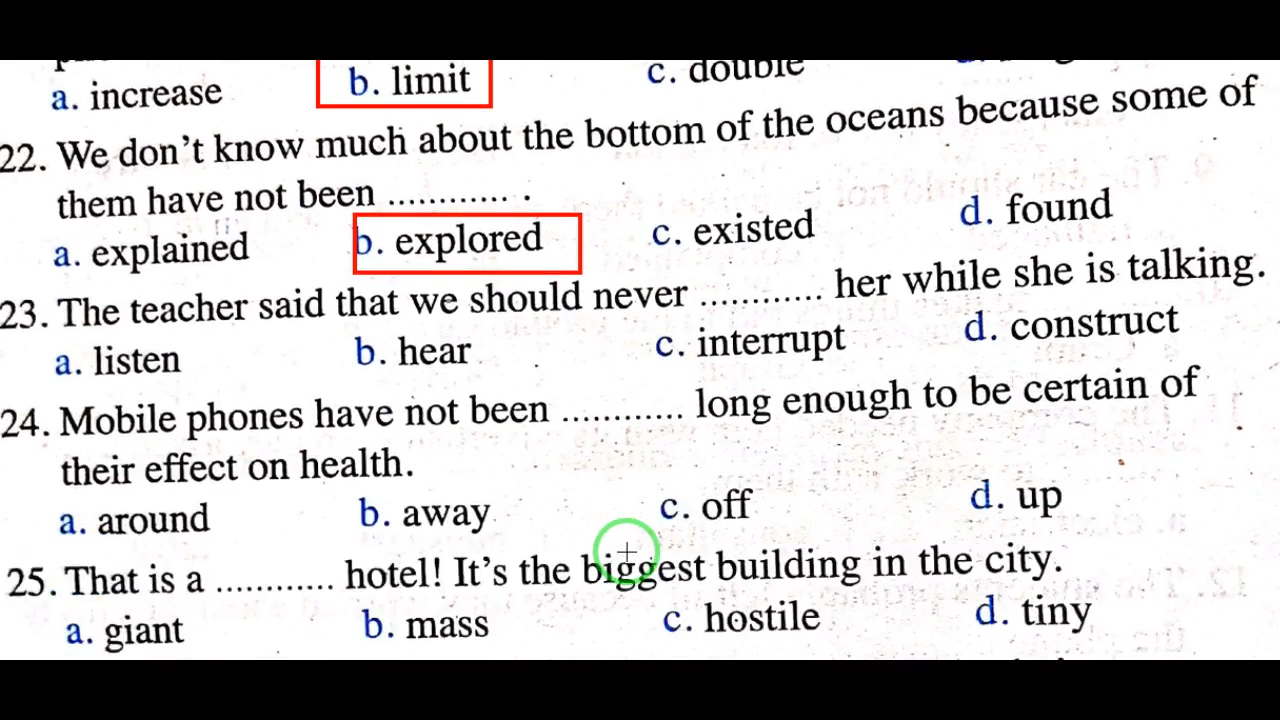 a. increase b. limit c. double
22. We don't know much about the bottom of the oceans because some of
them have not been ............ .
a. explained b. explored c. existed d. found
23. The teacher said that we should never ............ her while she is talking.
a. listen b. hear c. interrupt d. construct
24. Mobile phones have not been ............ long enough to be certain of
their effect on health.
a. around b. away c. off d. up
25. That is a ............ hotel! It's the biggest building in the city.
a. giant b. mass c. hostile d. tiny